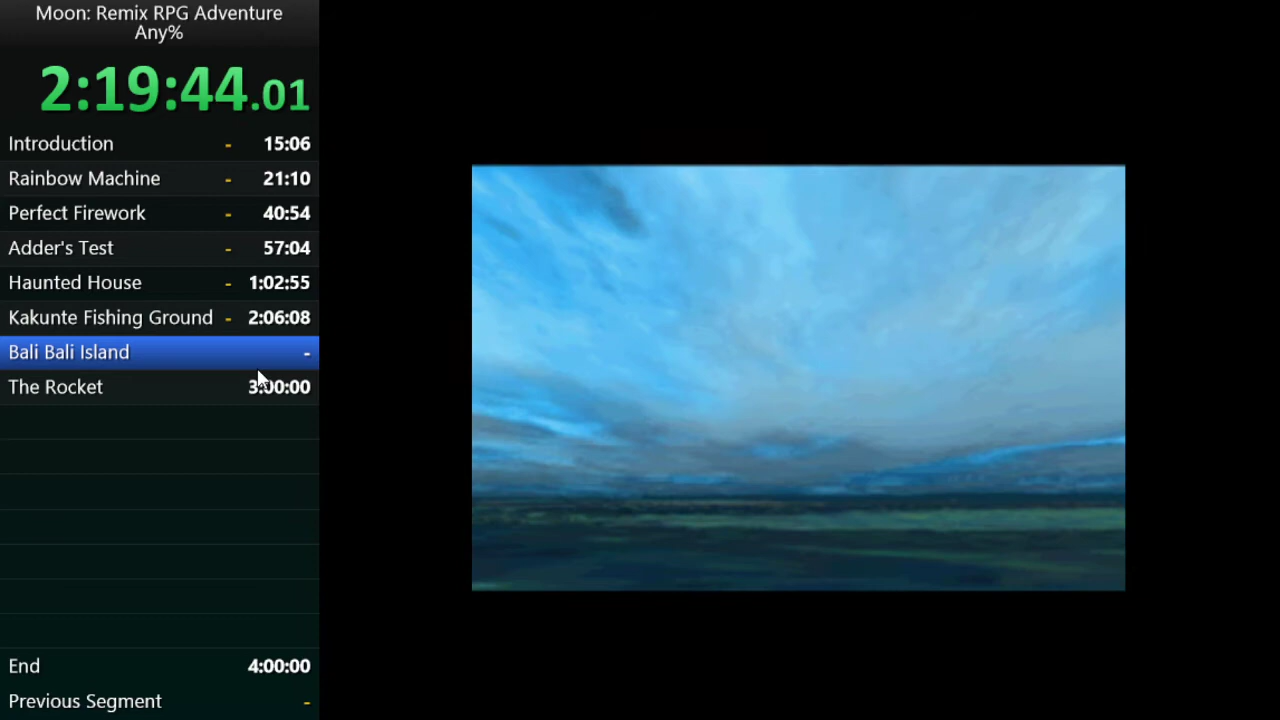 Moon: Remix RPG Adventure
Any%
2:19:44.01
Introduction - 15:06
Rainbow Machine - 21:10
Perfect Firework - 40:54
Adder's Test - 57:04
Haunted House - 1:02:55
Kakunte Fishing Ground - 2:06:08
Bali Bali Island -
The Rocket 3:00:00
End 4:00:00
Previous Segment -